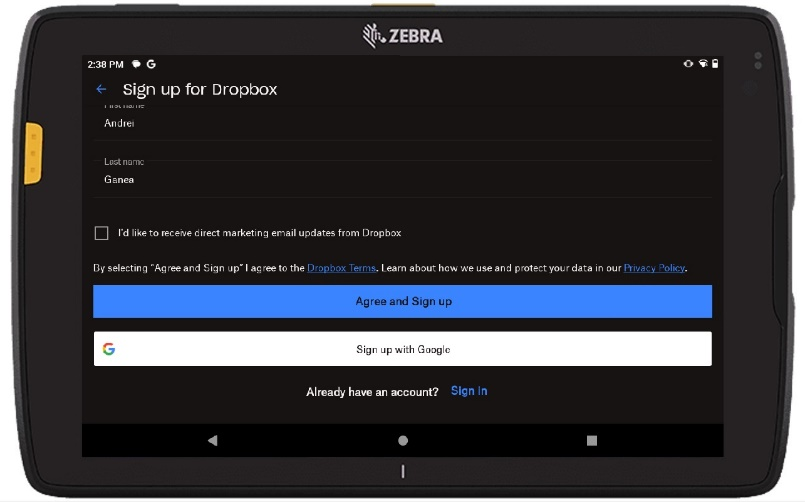 ZEBRA
2:38 PM
Sign up for Dropbox
First name
Andrei
Last name
Ganea
I'd like to receive direct marketing email updates from Dropbox
By selecting "Agree and Sign up" I agree to the Dropbox Terms. Learn about how we use and protect your data in our Privacy Policy.
Agree and Sign up
Sign up with Google
Already have an account? Sign In